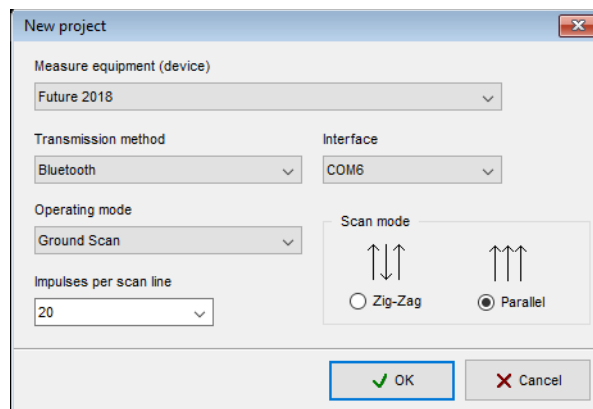 New project
Measure equipment (device)
Future 2018
Transmission method
Interface
Bluetooth
COM6
Operating mode
Ground Scan
Scan mode
Impulses per scan line
20
Zig-Zag
Parallel
OK
Cancel